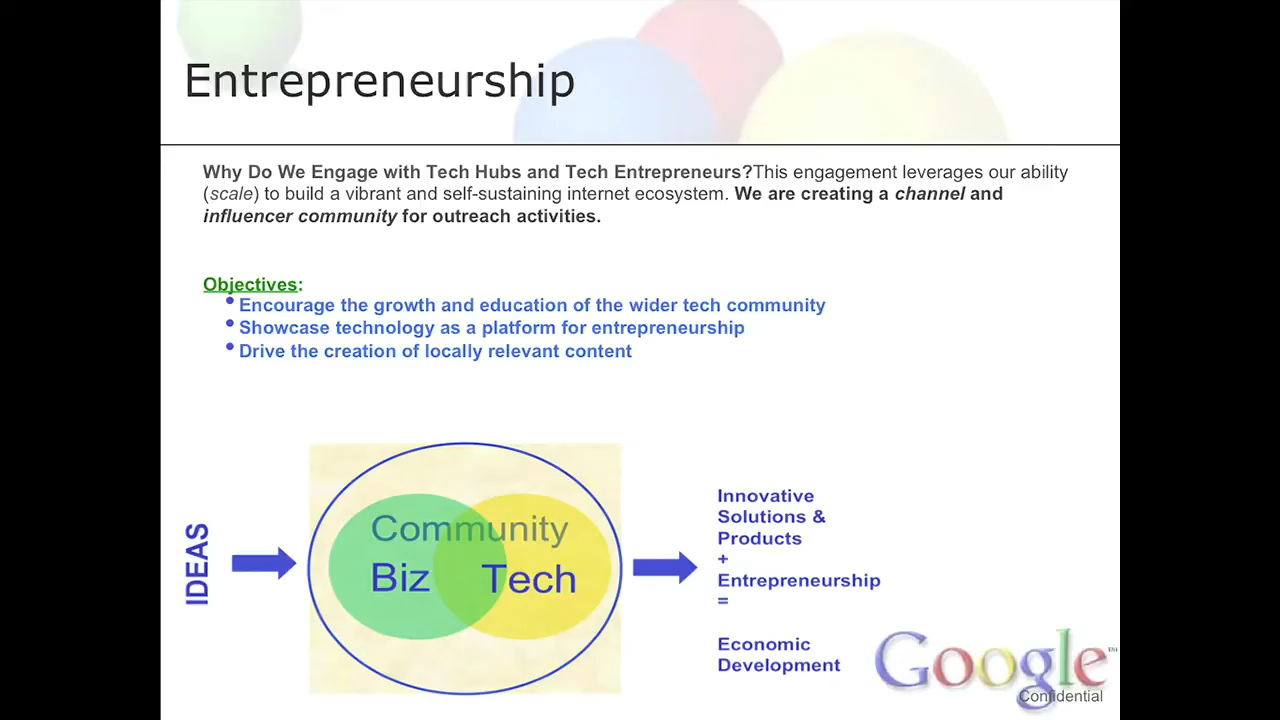 Entrepreneurship
Why Do We Engage with Tech Hubs and Tech Entrepreneurs?This engagement leverages our ability
(scale) to build a vibrant and self-sustaining internet ecosystem. We are creating a channel and
influencer community for outreach activities.
Objectives:
• Encourage the growth and education of the wider tech community
• Showcase technology as a platform for entrepreneurship
• Drive the creation of locally relevant content
IDEAS
Community
Biz Tech
Innovative
Solutions &
Products
+
Entrepreneurship
=
Economic
Development
Google™
Confidential